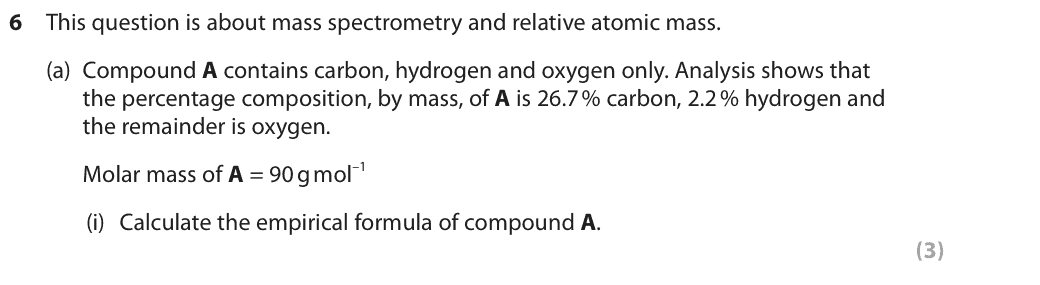 6 This question is about mass spectrometry and relative atomic mass.
(a) Compound A contains carbon, hydrogen and oxygen only. Analysis shows that
the percentage composition, by mass, of A is 26.7% carbon, 2.2% hydrogen and
the remainder is oxygen.
Molar mass of A = 90 g mol⁻¹
(i) Calculate the empirical formula of compound A.
(3)